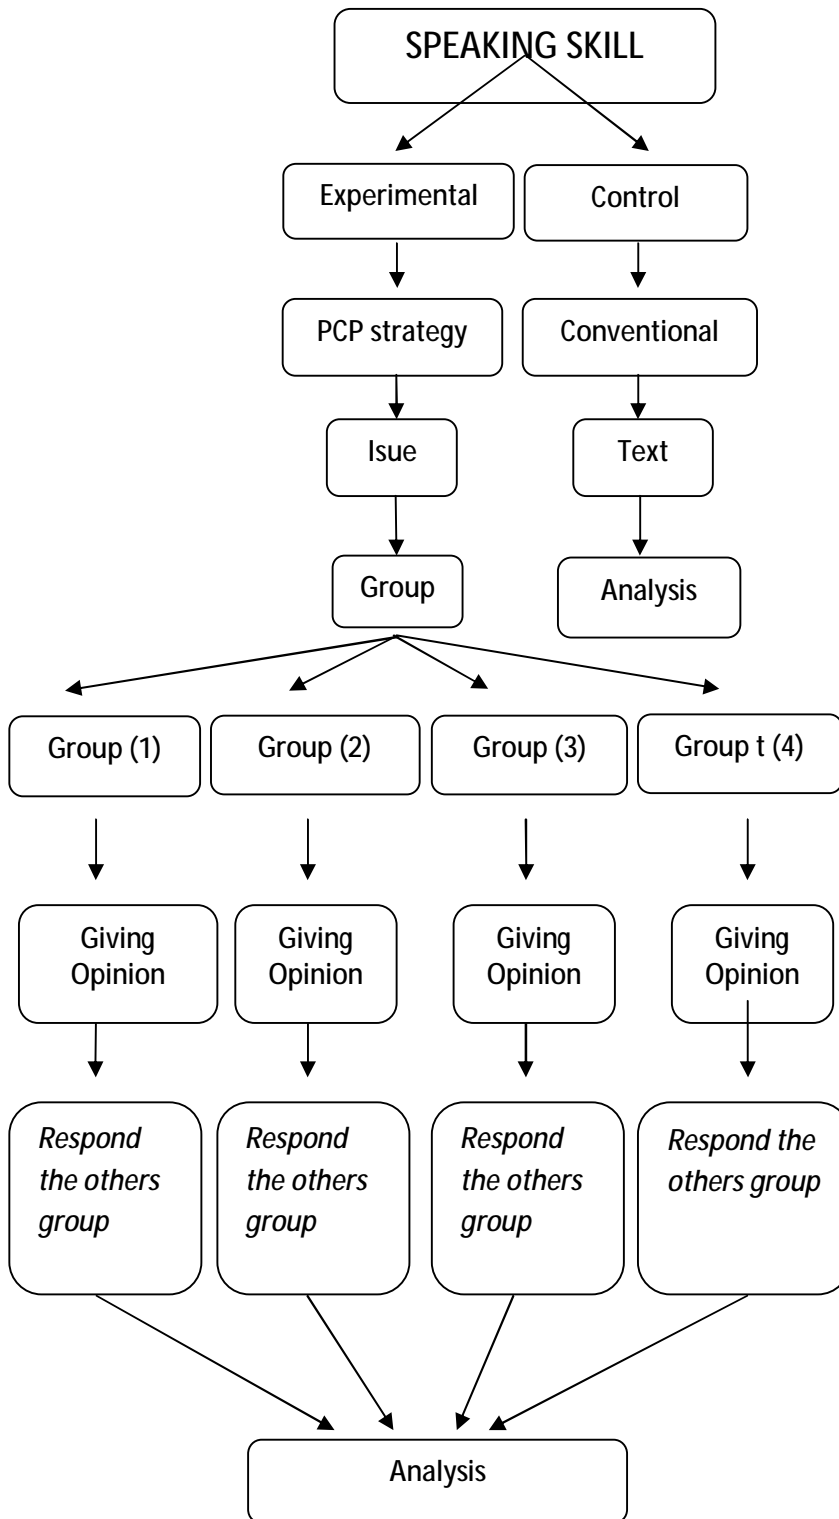 SPEAKING SKILL
Experimental
Control
PCP strategy
Conventional
Isue
Text
Group
Analysis
Group (1)
Group (2)
Group (3)
Group t (4)
Giving
Opinion
Giving
Opinion
Giving
Opinion
Giving
Opinion
Respond
the others
group
Respond
the others
group
Respond
the others
group
Respond the
others group
Analysis